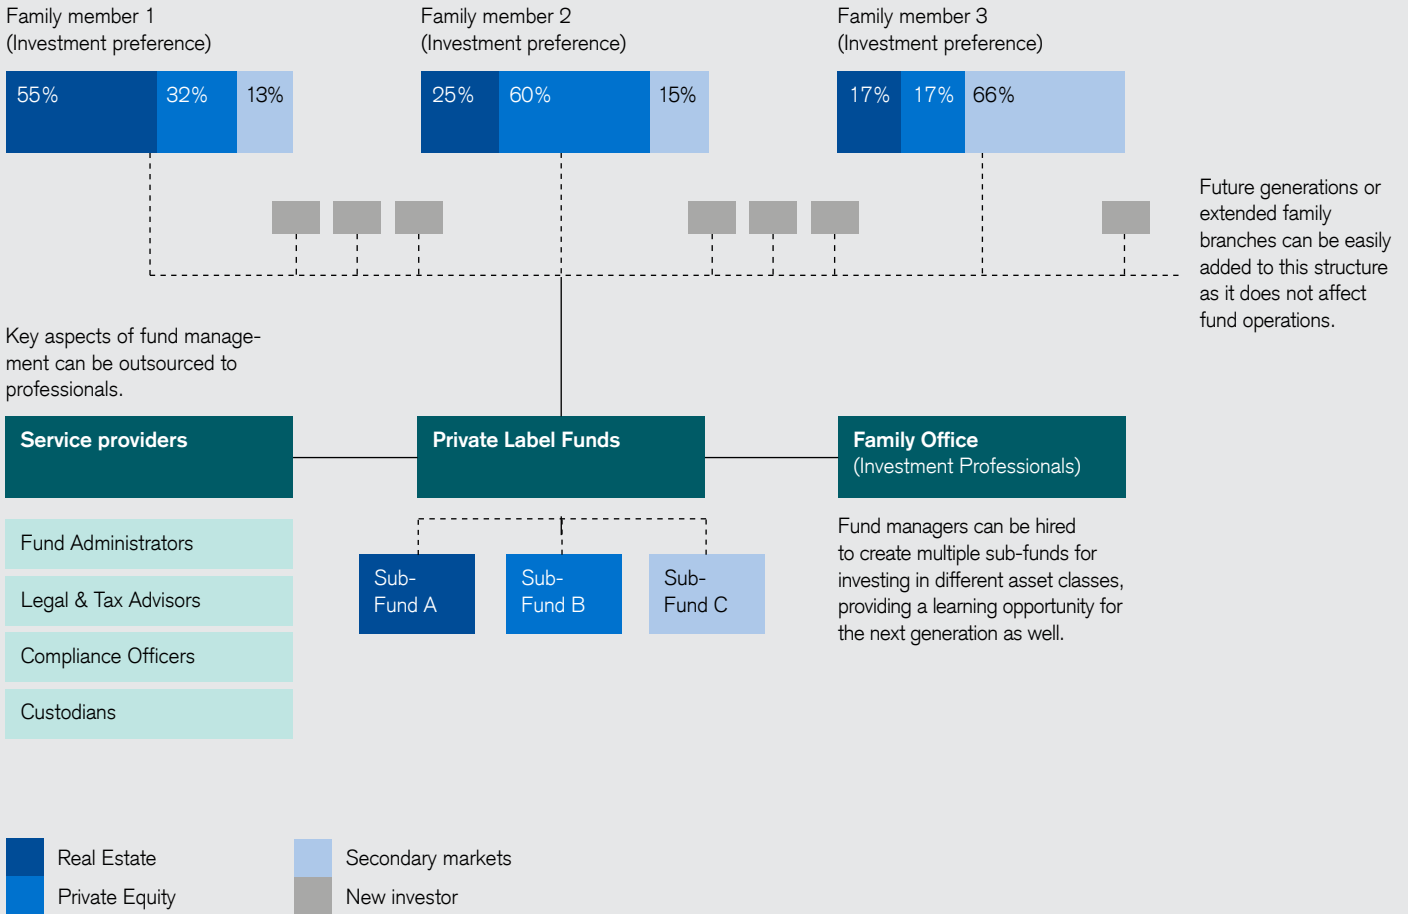 Family member 1
(Investment preference)
55%
32%
13%
Family member 2
(Investment preference)
25%
60%
15%
Family member 3
(Investment preference)
17%
17%
66%
Future generations or
extended family
branches can be easily
added to this structure
as it does not affect
fund operations.
Key aspects of fund manage-
ment can be outsourced to
professionals.
Service providers
Fund Administrators
Legal & Tax Advisors
Compliance Officers
Custodians
Private Label Funds
Sub-
Fund A
Sub-
Fund B
Sub-
Fund C
Family Office
(Investment Professionals)
Fund managers can be hired
to create multiple sub-funds for
investing in different asset classes,
providing a learning opportunity for
the next generation as well.
Real Estate
Private Equity
Secondary markets
New investor